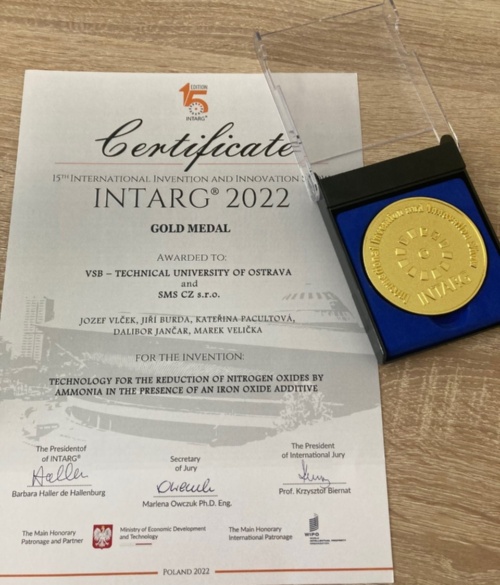 15
EDITION
INTARG®
Certificate
15TH INTERNATIONAL INVENTION AND INNOVATION
INTARG® 2022
GOLD MEDAL
AWARDED TO:
VSB – TECHNICAL UNIVERSITY OF OSTRAVA
and
SMS CZ s.r.o.
JOZEF VLČEK, JIŘÍ BURDA, KATEŘINA PACULTOVÁ,
DALIBOR JANČAR, MAREK VELIČKA
FOR THE INVENTION:
TECHNOLOGY FOR THE REDUCTION OF NITROGEN OXIDES BY
AMMONIA IN THE PRESENCE OF AN IRON OXIDE ADDITIVE
The Presidentof
of INTARG®
Barbara Haller de Hallenburg
Secretary
of Jury
Marlena Owczuk Ph.D. Eng.
The President
of International Jury
Prof. Krzysztof Biernat
The Main Honorary
Patronage and Partner
Ministry of Economic Development
and Technology
The Main Honorary
International Patronage
WIPO
POLAND 2022
International Invention and Innovation
INTARG